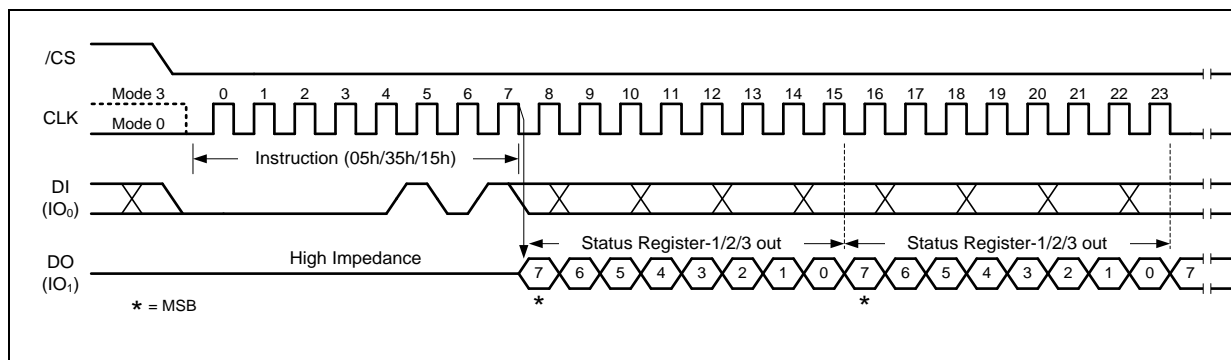 /CS
Mode 3
0 1 2 3 4 5 6 7 8 9 10 11 12 13 14 15 16 17 18 19 20 21 22 23
CLK
Mode 0
Instruction (05h/35h/15h)
DI
(IO₀)
Status Register-1/2/3 out Status Register-1/2/3 out
High Impedance
DO
(IO₁)
7 6 5 4 3 2 1 0 7 6 5 4 3 2 1 0 7
* *
* = MSB